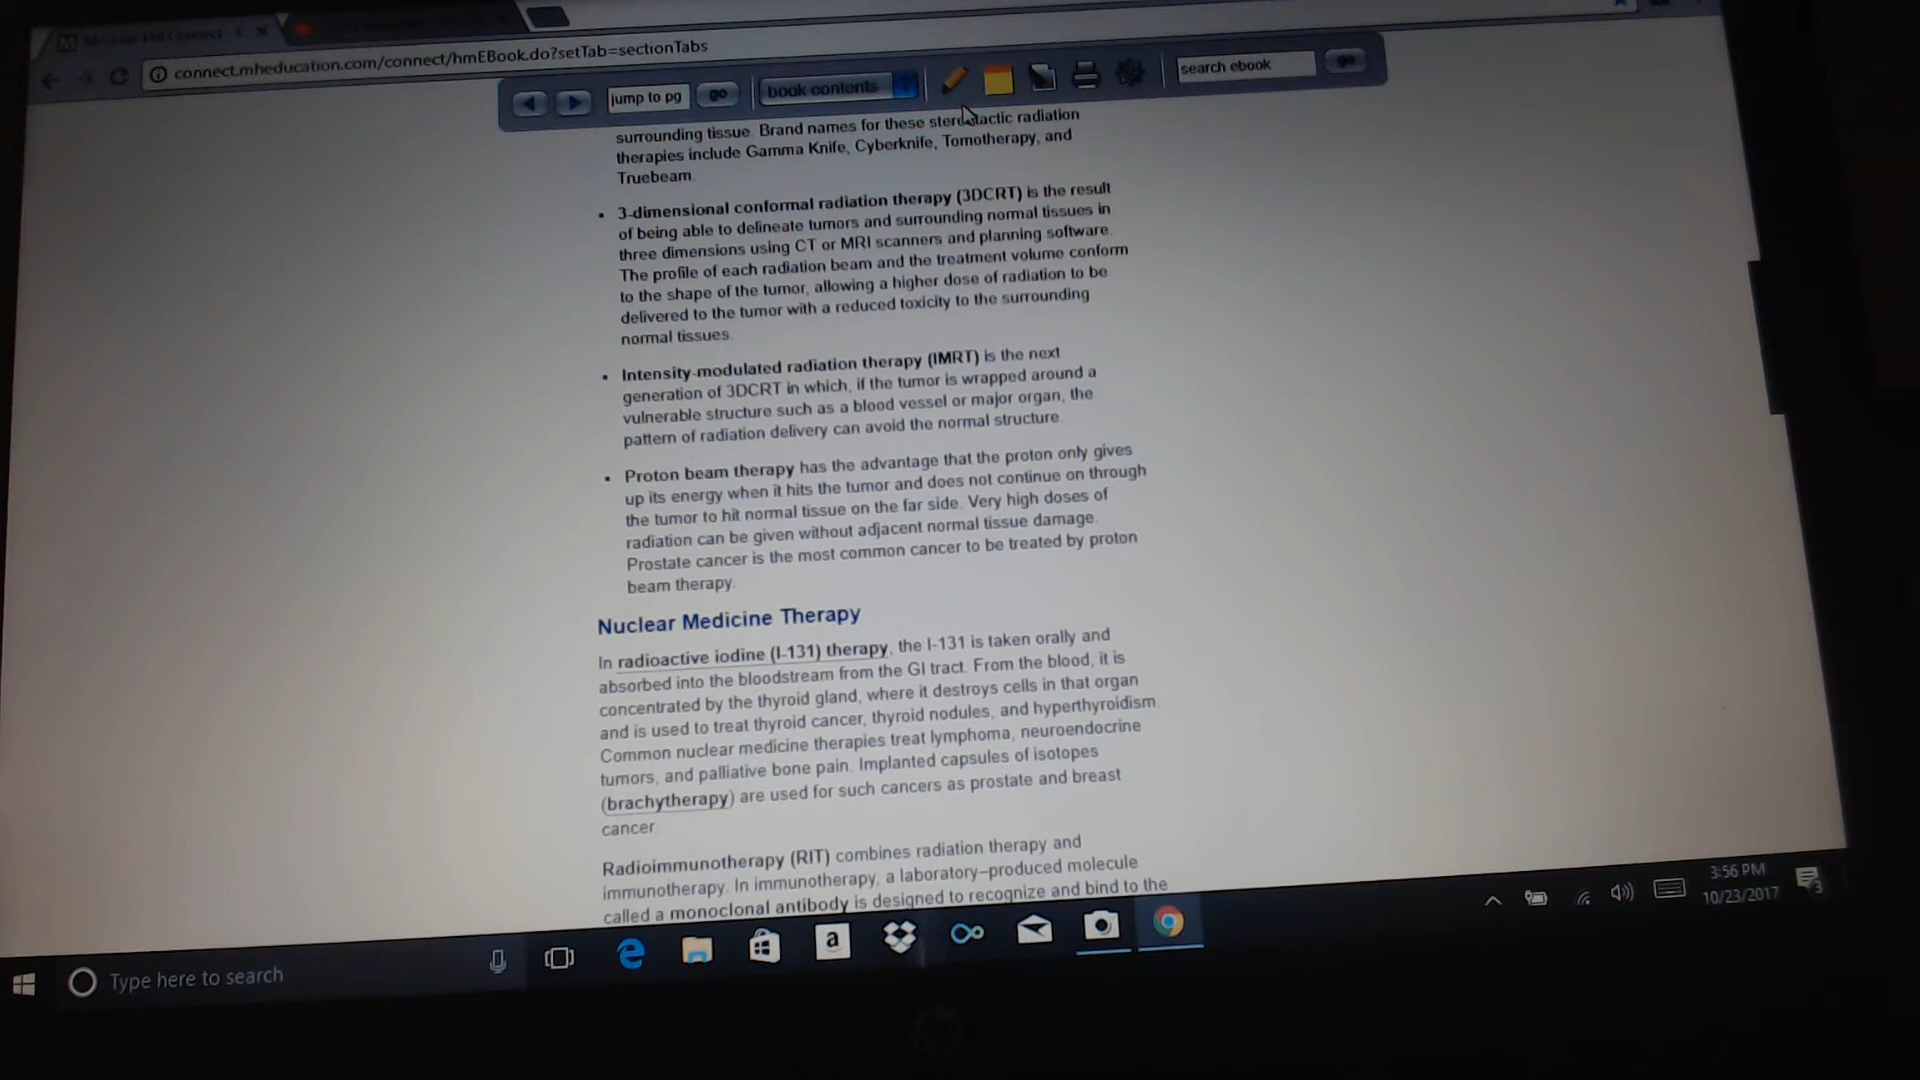 connect.mheducation.com/connect/hmEBook.do?setTab=sectionTabs
jump to pg go book contents search ebook go
surrounding tissue. Brand names for these stereotactic radiation
therapies include Gamma Knife, Cyberknife, Tomotherapy, and
Truebeam.
• 3-dimensional conformal radiation therapy (3DCRT) is the result
of being able to delineate tumors and surrounding normal tissues in
three dimensions using CT or MRI scanners and planning software.
The profile of each radiation beam and the treatment volume conform
to the shape of the tumor, allowing a higher dose of radiation to be
delivered to the tumor with a reduced toxicity to the surrounding
normal tissues.
• Intensity-modulated radiation therapy (IMRT) is the next
generation of 3DCRT in which, if the tumor is wrapped around a
vulnerable structure such as a blood vessel or major organ, the
pattern of radiation delivery can avoid the normal structure.
• Proton beam therapy has the advantage that the proton only gives
up its energy when it hits the tumor and does not continue on through
the tumor to hit normal tissue on the far side. Very high doses of
radiation can be given without adjacent normal tissue damage.
Prostate cancer is the most common cancer to be treated by proton
beam therapy.
Nuclear Medicine Therapy
In radioactive iodine (I-131) therapy, the I-131 is taken orally and
absorbed into the bloodstream from the GI tract. From the blood, it is
concentrated by the thyroid gland, where it destroys cells in that organ
and is used to treat thyroid cancer, thyroid nodules, and hyperthyroidism.
Common nuclear medicine therapies treat lymphoma, neuroendocrine
tumors, and palliative bone pain. Implanted capsules of isotopes
(brachytherapy) are used for such cancers as prostate and breast
cancer.
Radioimmunotherapy (RIT) combines radiation therapy and
immunotherapy. In immunotherapy, a laboratory–produced molecule
called a monoclonal antibody is designed to recognize and bind to the
3:56 PM
10/23/2017
3
Type here to search
a
hp